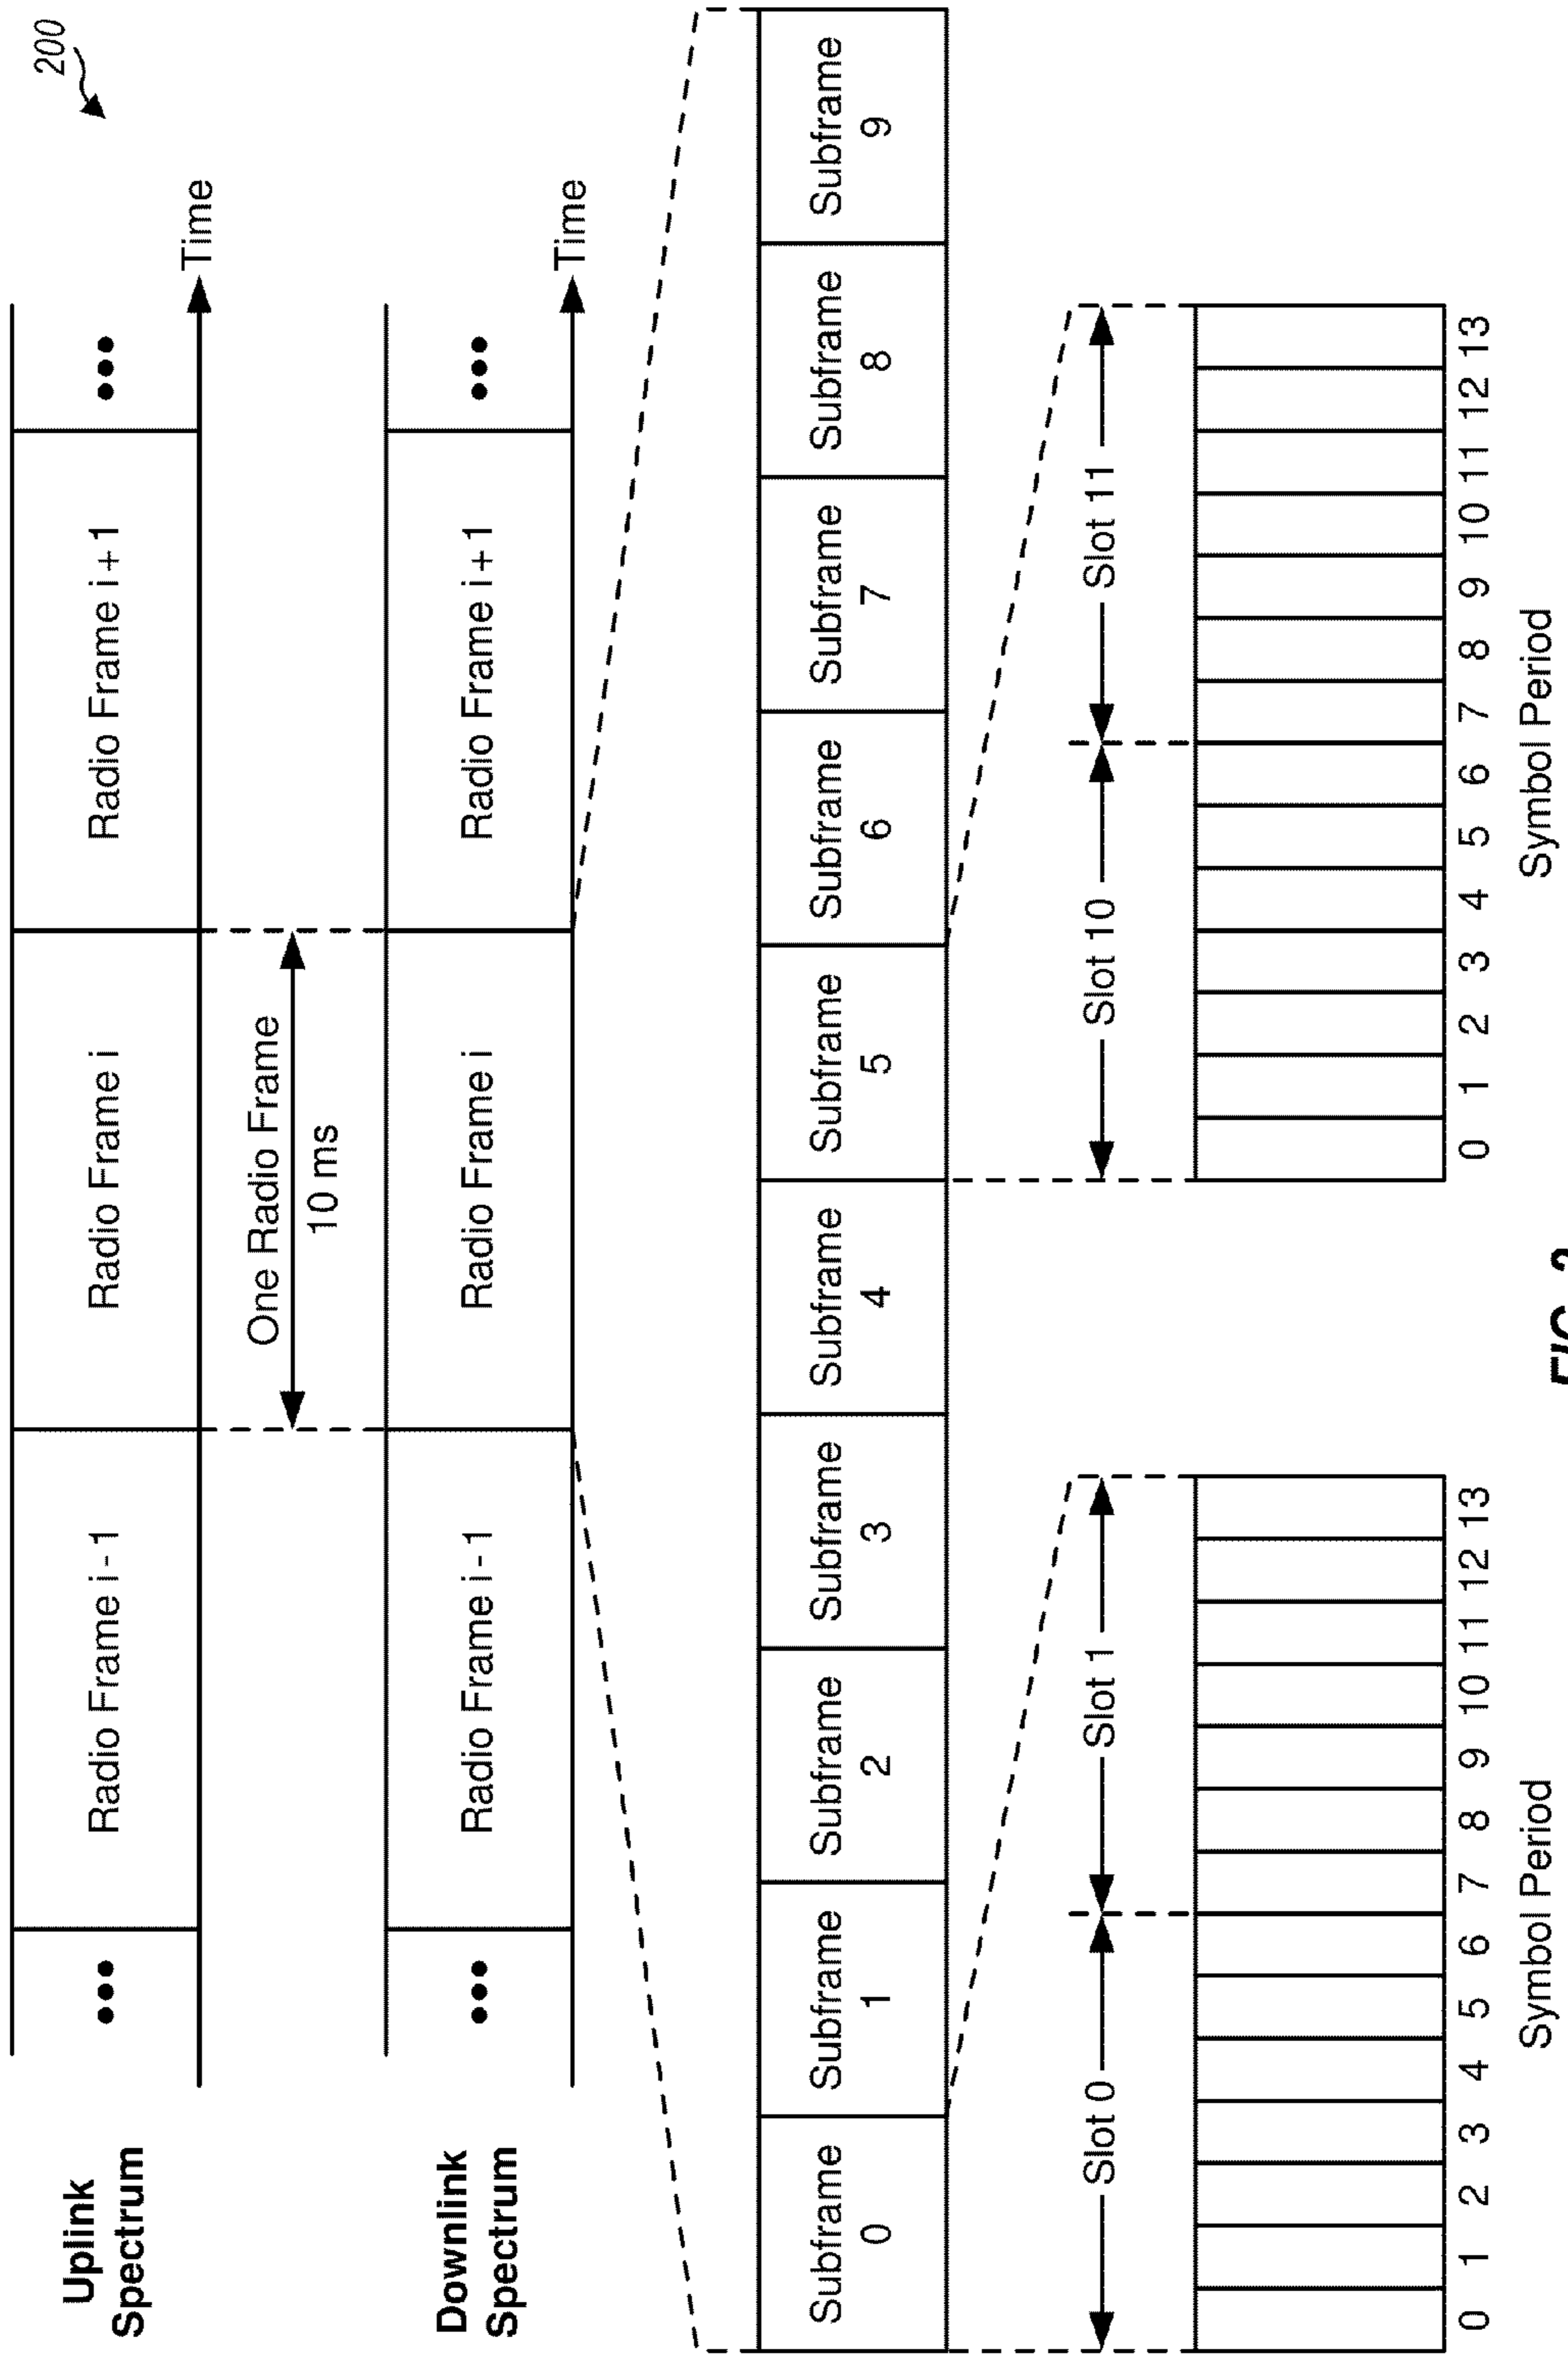 200
Uplink
Spectrum
••• Radio Frame i-1 Radio Frame i Radio Frame i+1 •••
Time
One Radio Frame
10 ms
Downlink
Spectrum
••• Radio Frame i-1 Radio Frame i Radio Frame i+1 •••
Time
Subframe 0
Subframe 1
Subframe 2
Subframe 3
Subframe 4
Subframe 5
Subframe 6
Subframe 7
Subframe 8
Subframe 9
Slot 0 Slot 1 Slot 10 Slot 11
0 1 2 3 4 5 6 7 8 9 10 11 12 13
Symbol Period
0 1 2 3 4 5 6 7 8 9 10 11 12 13
Symbol Period
FIG.